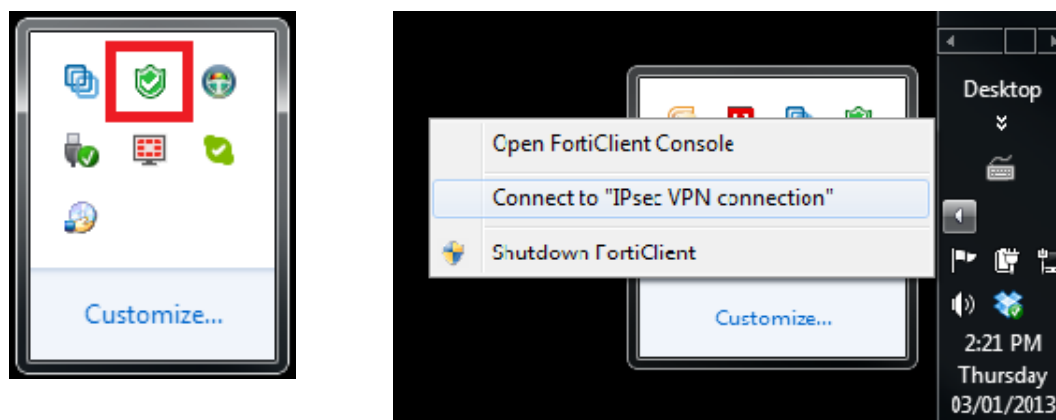 Customize...
Desktop
Open FortiClient Console
Connect to "IPsec VPN connection"
Shutdown FortiClient
Customize...
2:21 PM
Thursday
03/01/2013